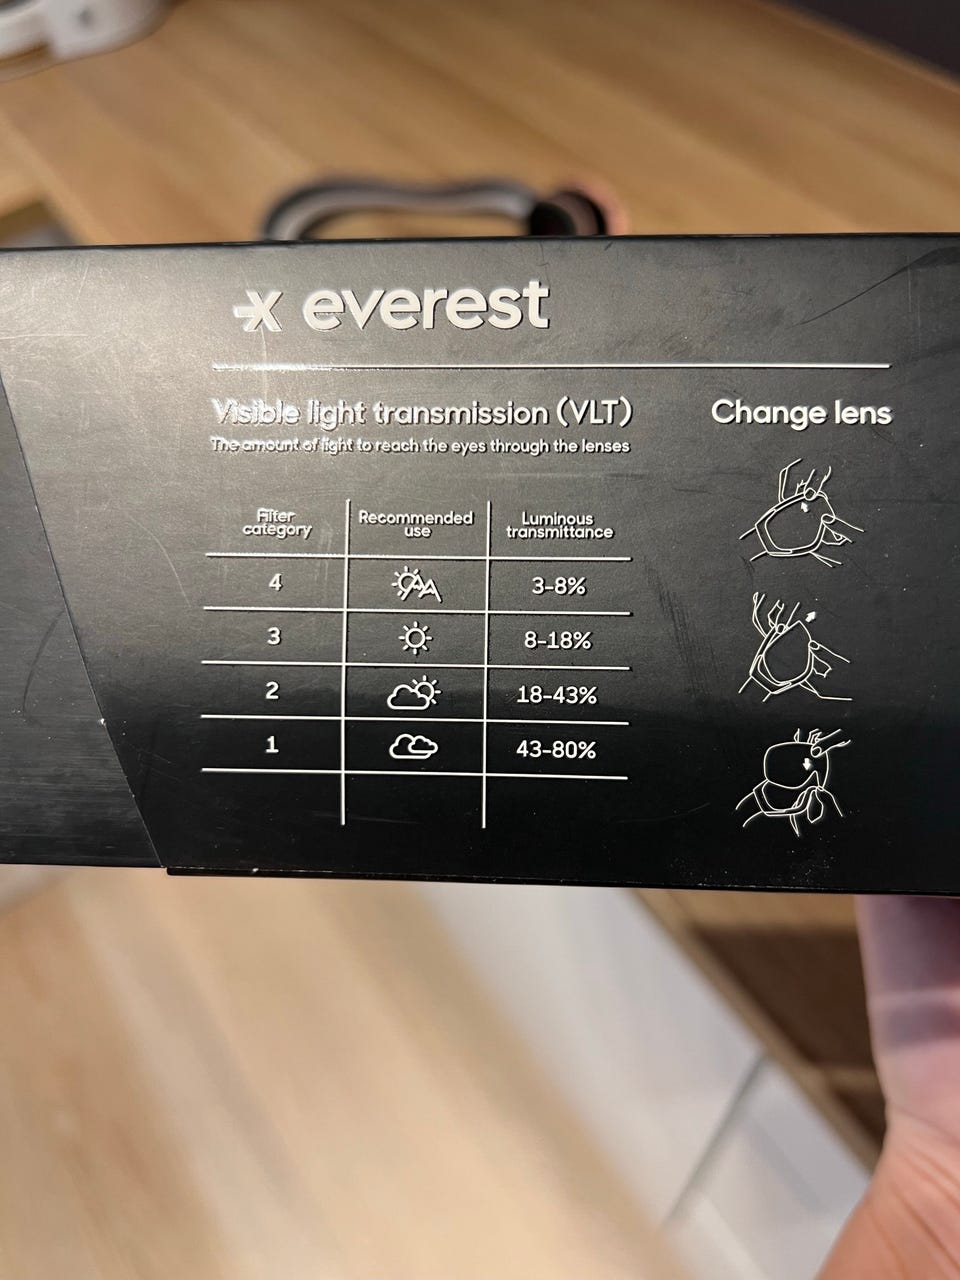 everest
Visible light transmission (VLT)
The amount of light to reach the eyes through the lenses
Change lens
Filter
category
Recommended
use
Luminous
transmittance
4
3-8%
3
8-18%
2
18-43%
1
43-80%